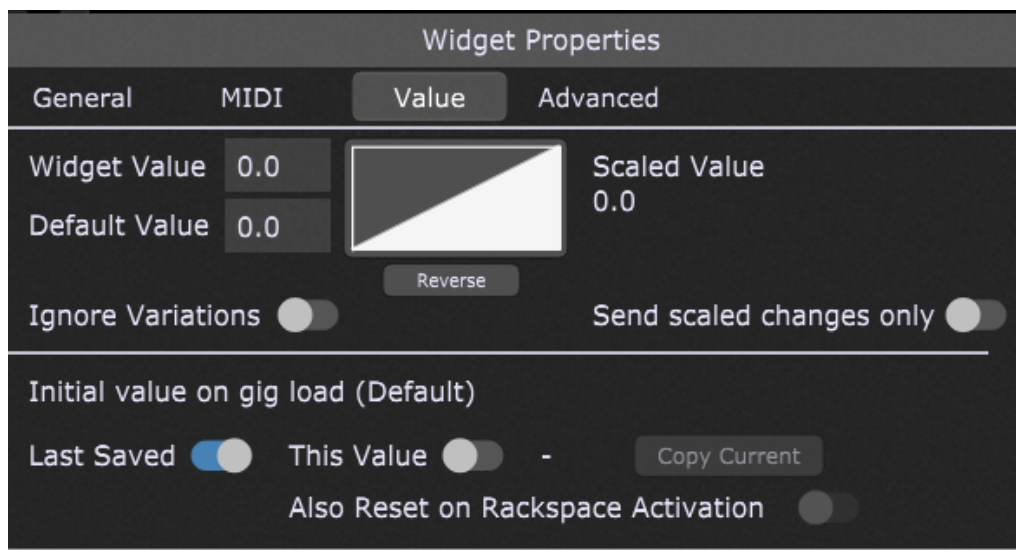 Widget Properties
General MIDI Value Advanced
Widget Value 0.0 Scaled Value
0.0
Default Value 0.0
Reverse
Ignore Variations Send scaled changes only
Initial value on gig load (Default)
Last Saved This Value - Copy Current
Also Reset on Rackspace Activation